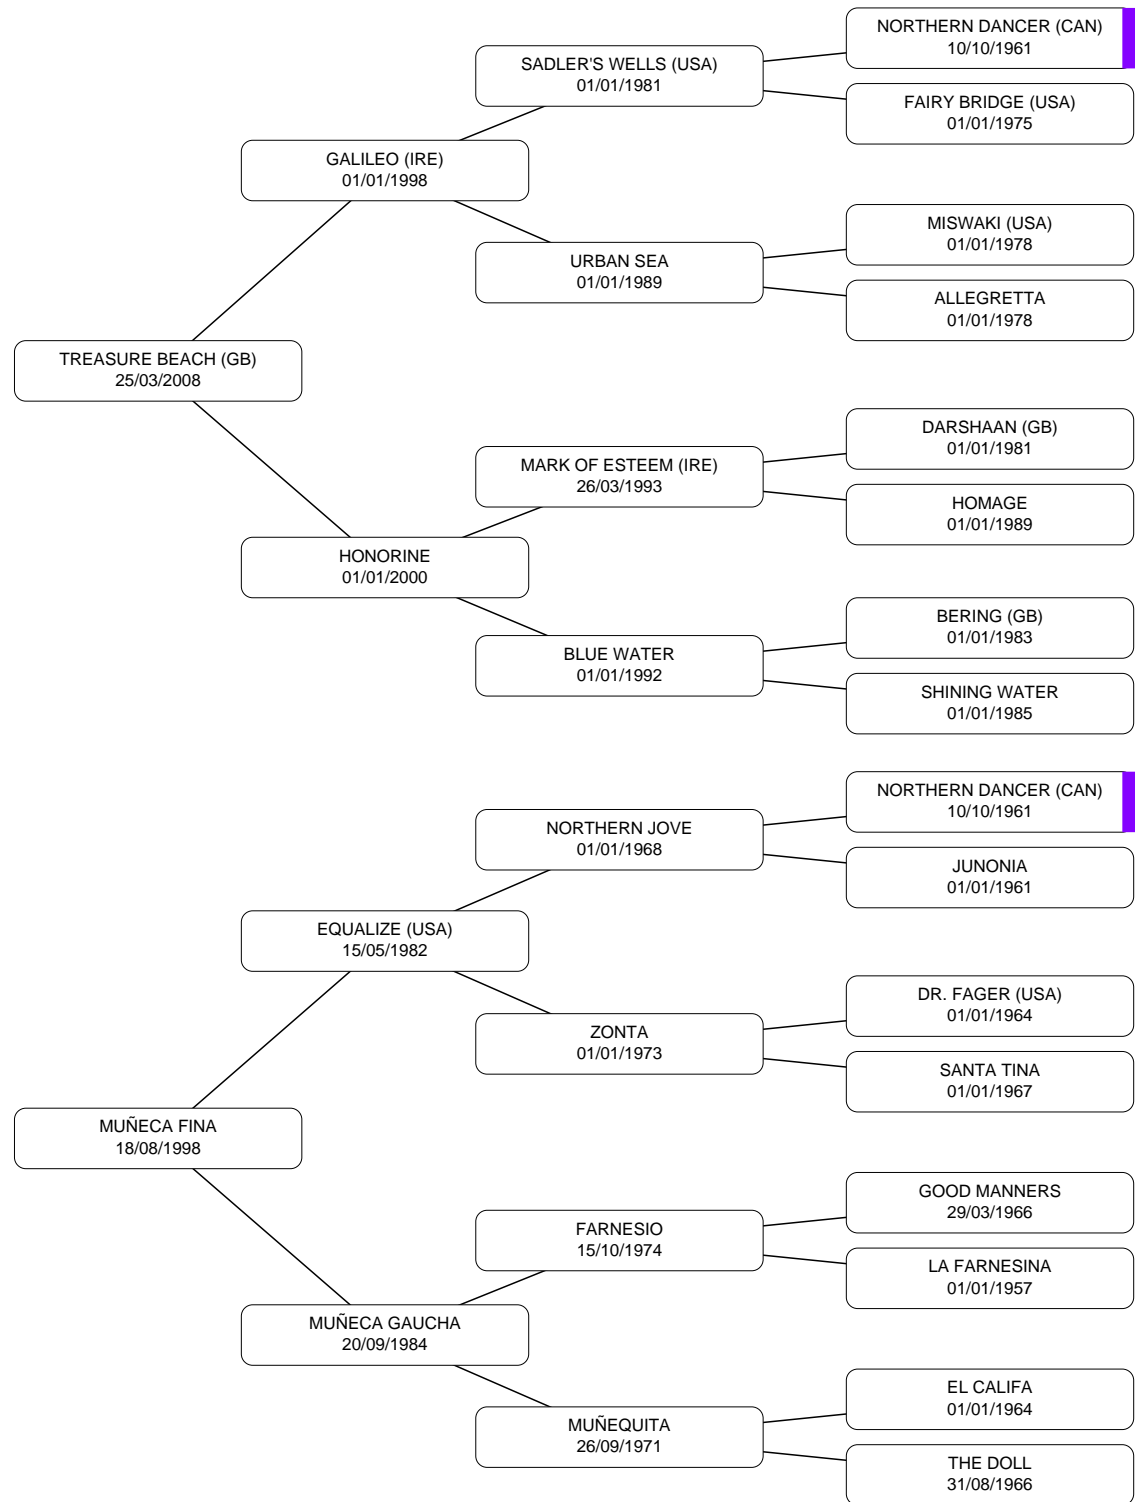 NORTHERN DANCER (CAN)
10/10/1961
SADLER'S WELLS (USA)
01/01/1981
FAIRY BRIDGE (USA)
01/01/1975
GALILEO (IRE)
01/01/1998
MISWAKI (USA)
01/01/1978
URBAN SEA
01/01/1989
ALLEGRETTA
01/01/1978
TREASURE BEACH (GB)
25/03/2008
DARSHAAN (GB)
01/01/1981
MARK OF ESTEEM (IRE)
26/03/1993
HOMAGE
01/01/1989
HONORINE
01/01/2000
BERING (GB)
01/01/1983
BLUE WATER
01/01/1992
SHINING WATER
01/01/1985
NORTHERN DANCER (CAN)
10/10/1961
NORTHERN JOVE
01/01/1968
JUNONIA
01/01/1961
EQUALIZE (USA)
15/05/1982
DR. FAGER (USA)
01/01/1964
ZONTA
01/01/1973
SANTA TINA
01/01/1967
MUÑECA FINA
18/08/1998
GOOD MANNERS
29/03/1966
FARNESIO
15/10/1974
LA FARNESINA
01/01/1957
MUÑECA GAUCHA
20/09/1984
EL CALIFA
01/01/1964
MUÑEQUITA
26/09/1971
THE DOLL
31/08/1966